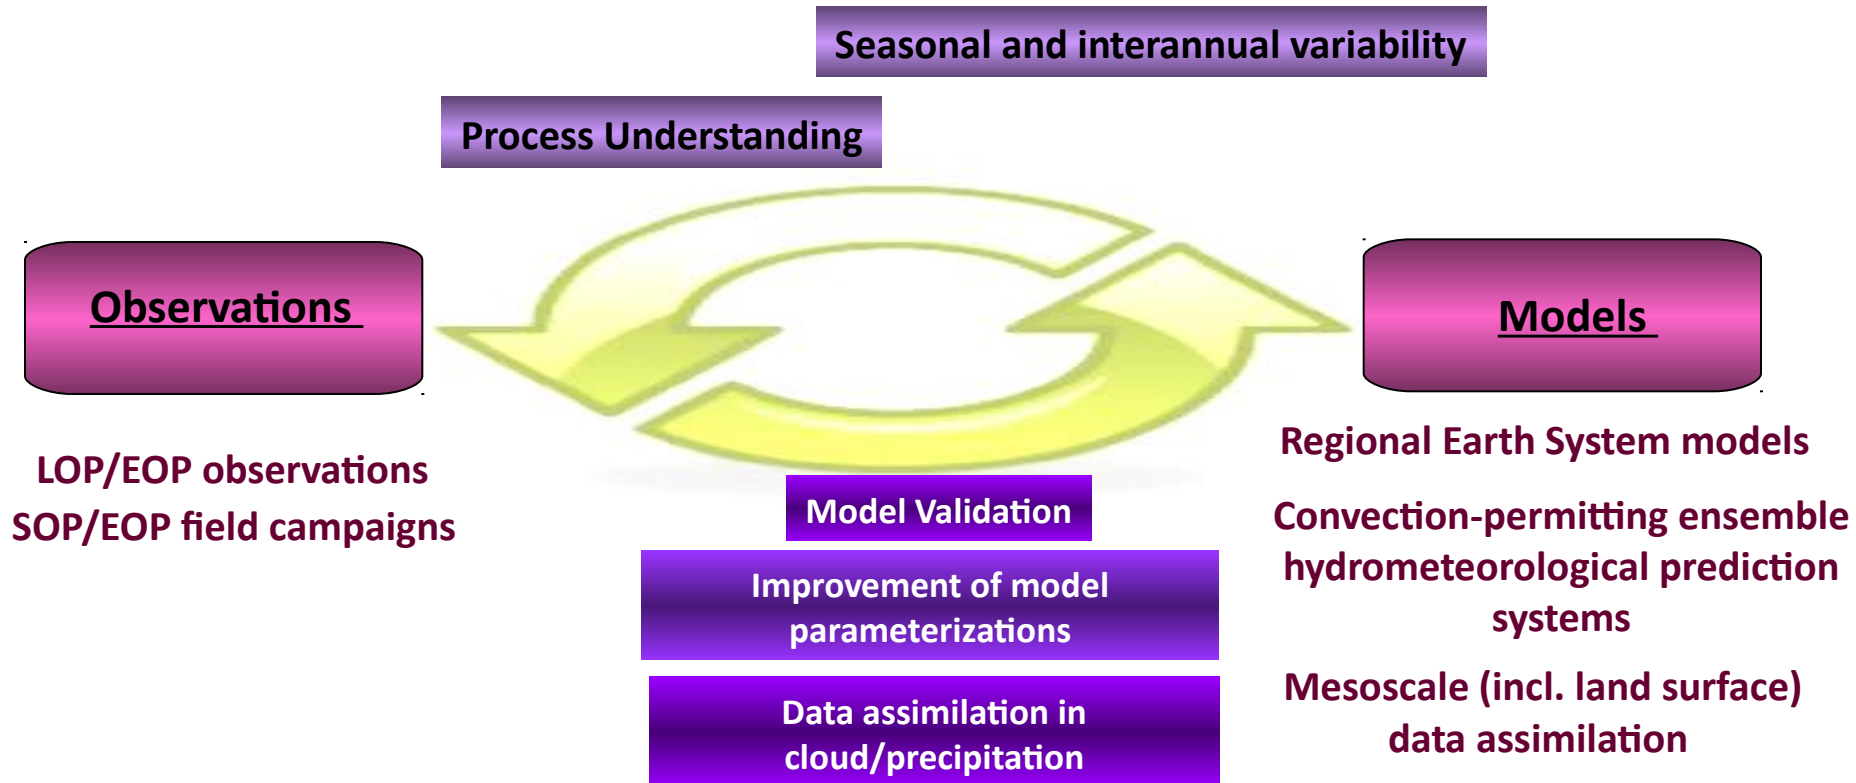 Seasonal and interannual variability
Process Understanding
Observations
Models
LOP/EOP observations
SOP/EOP field campaigns
Model Validation
Improvement of model
parameterizations
Data assimilation in
cloud/precipitation
Regional Earth System models
Convection-permitting ensemble
hydrometeorological prediction
systems
Mesoscale (incl. land surface)
data assimilation